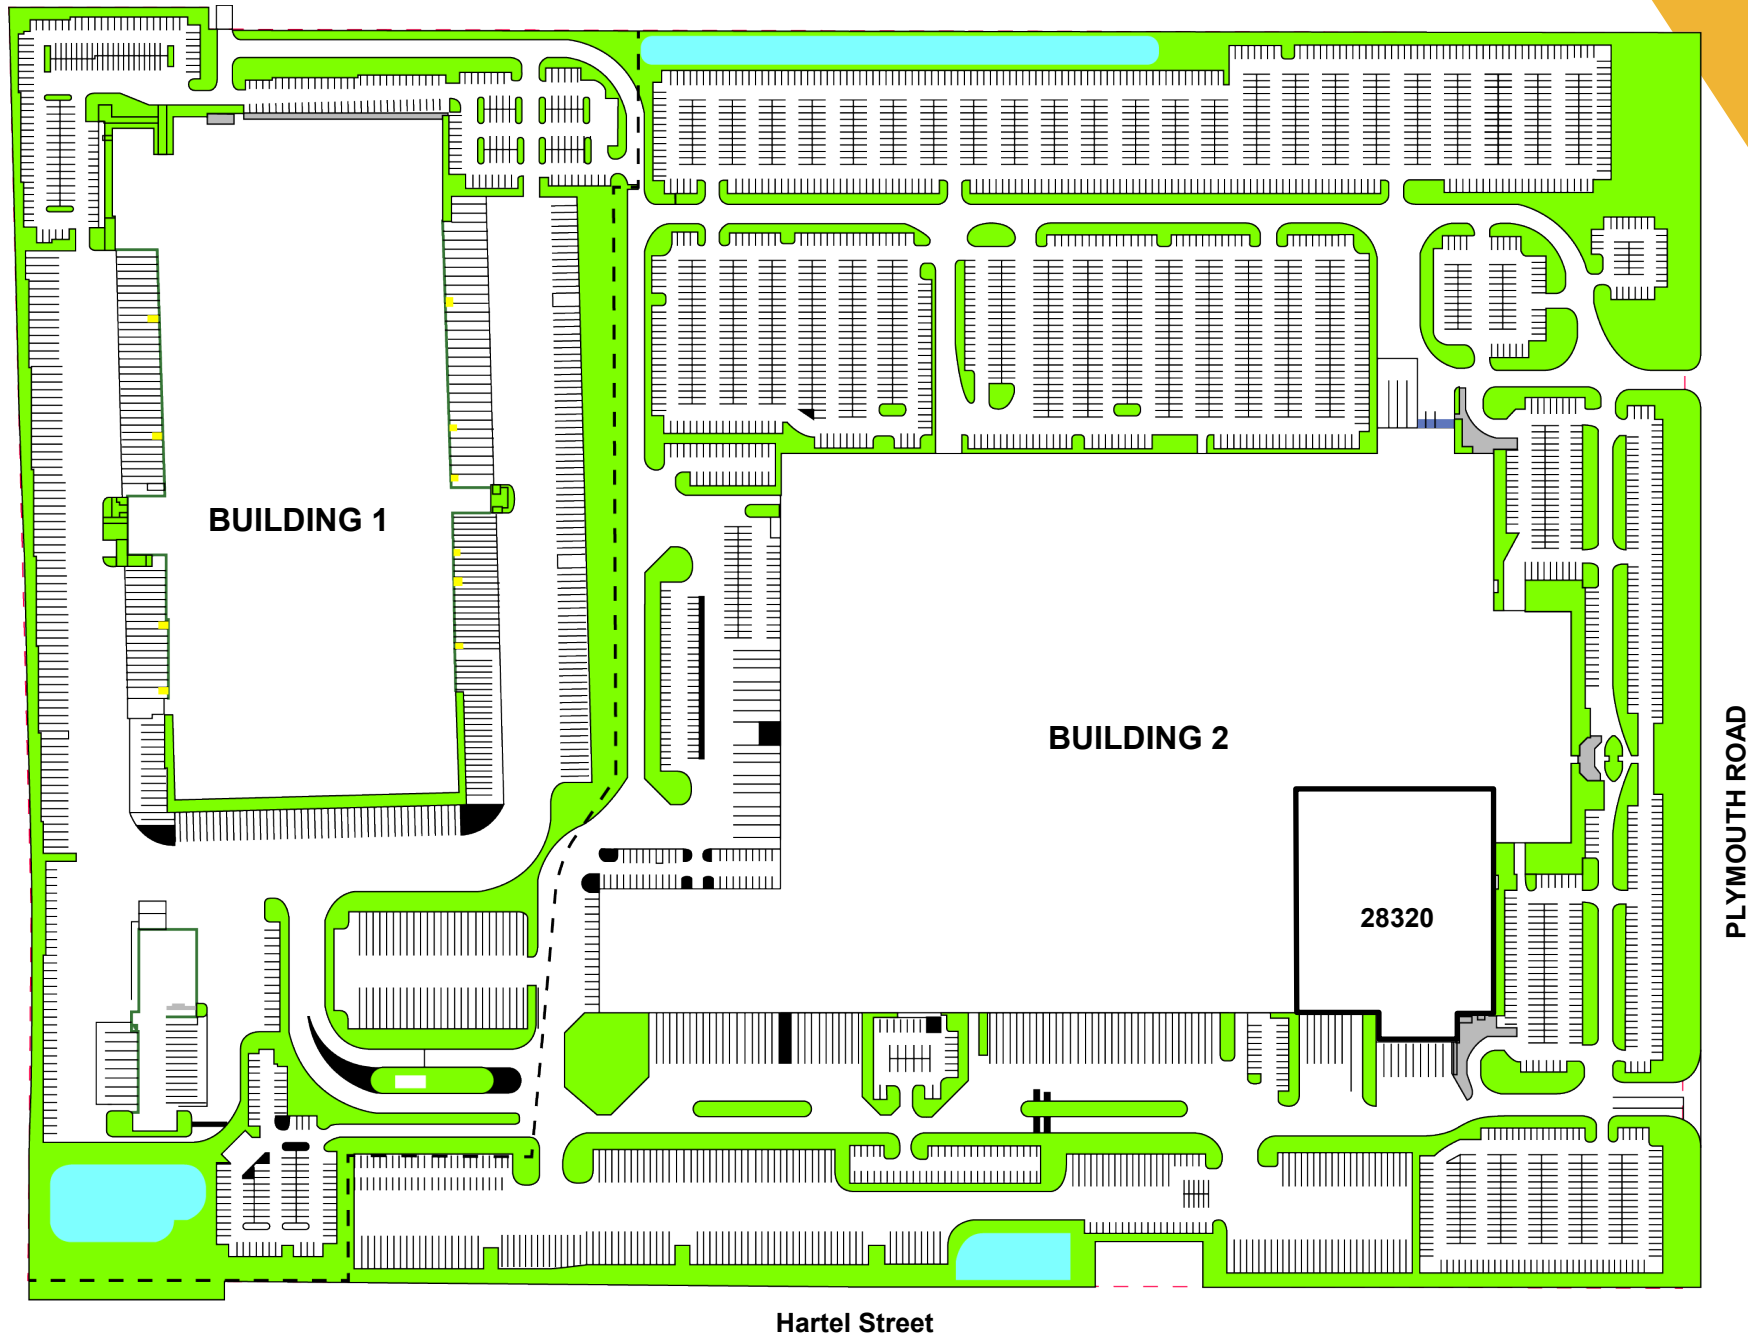 BUILDING 1
BUILDING 2
28320
PLYMOUTH ROAD
Hartel Street